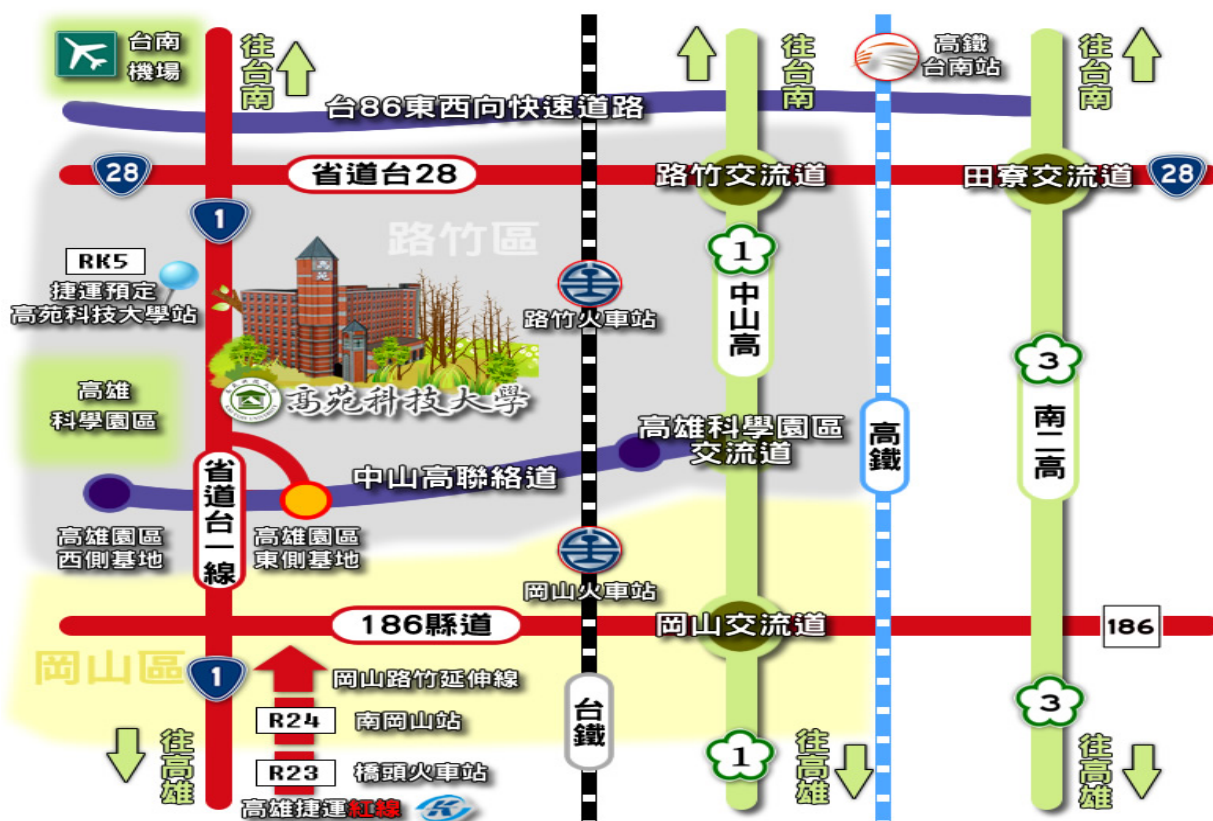 台南
機場
往台南
往台南
高鐵
台南站
往台南
台86東西向快速道路
28
省道台28
路竹交流道
田寮交流道
28
1
路竹區
1
RK5
捷運預定
高苑科技大學站
高苑
路竹火車站
中山高
3
高雄
科學園區
高苑科技大學
高雄科學園區
交流道
高鐵
南二高
省道台一線
中山高聯絡道
高雄園區
西側基地
高雄園區
東側基地
岡山火車站
186縣道
岡山交流道
186
岡山區
1
岡山路竹延伸線
3
R24
南岡山站
台鐵
1
往高雄
往高雄
往高雄
R23
橋頭火車站
高雄捷運紅線